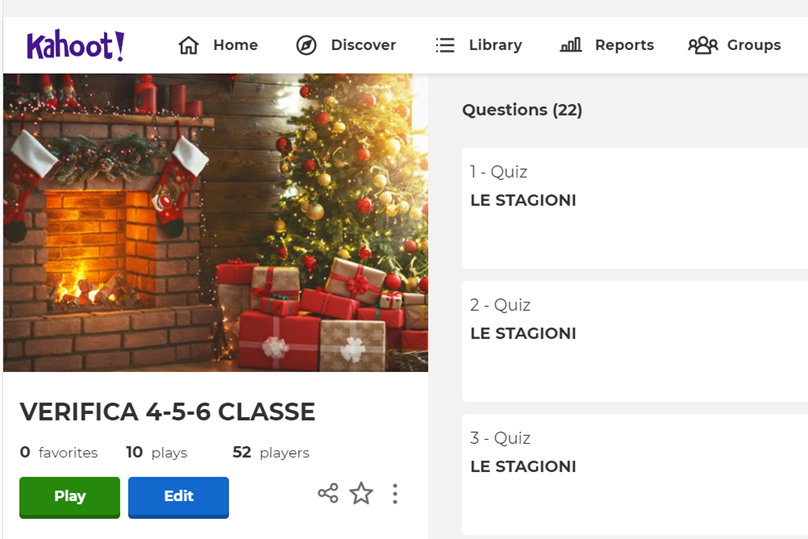 Kahoot!
Home
Discover
Library
Reports
Groups
VERIFICA 4-5-6 CLASSE
0 favorites 10 plays 52 players
Play
Edit
Questions (22)
1 - Quiz
LE STAGIONI
2 - Quiz
LE STAGIONI
3 - Quiz
LE STAGIONI